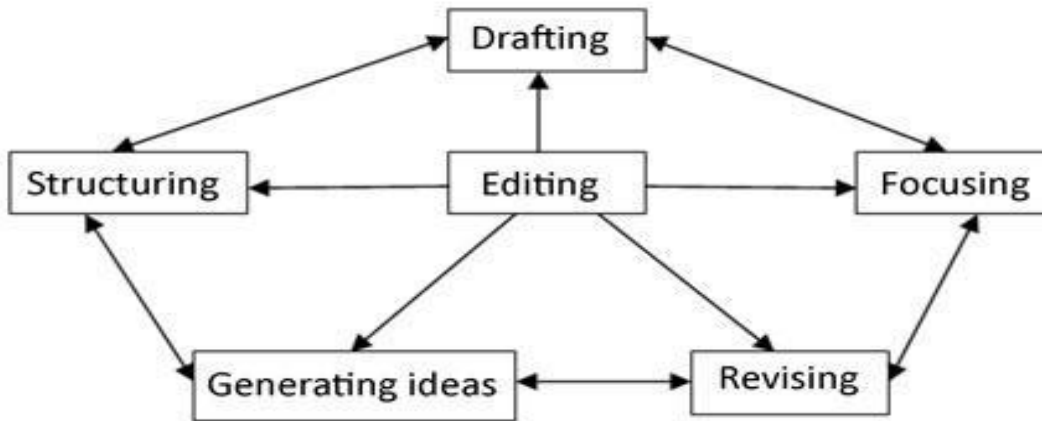 Drafting
Structuring
Editing
Focusing
Generating ideas
Revising